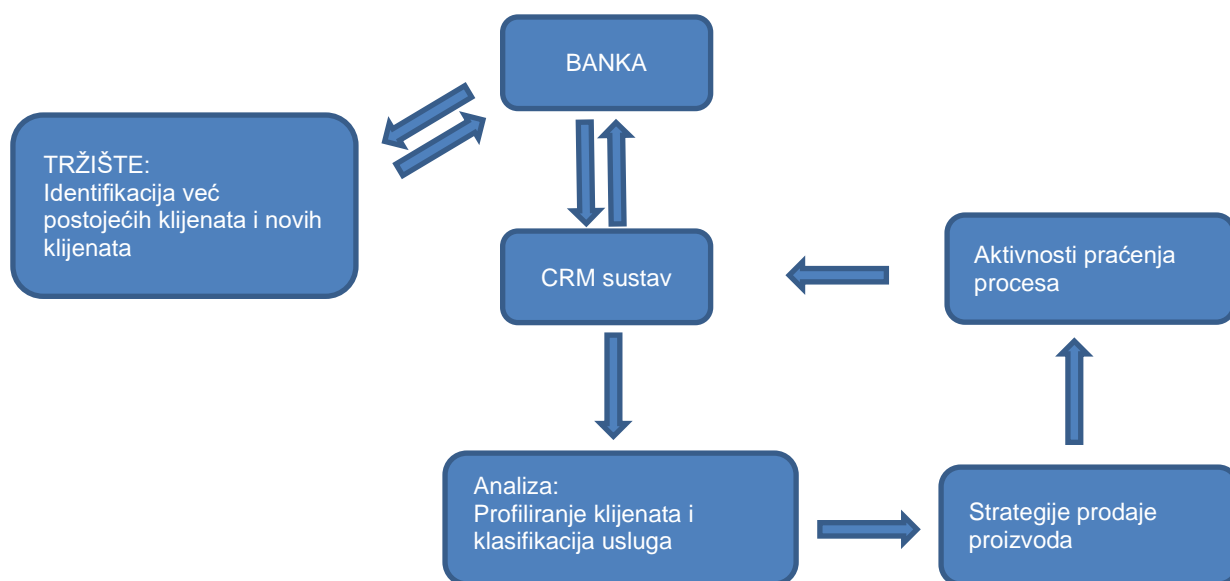 BANKA
TRŽIŠTE:
Identifikacija već
postojećih klijenata i novih
klijenata
CRM sustav
Aktivnosti praćenja
procesa
Analiza:
Profiliranje klijenata i
klasifikacija usluga
Strategije prodaje
proizvoda